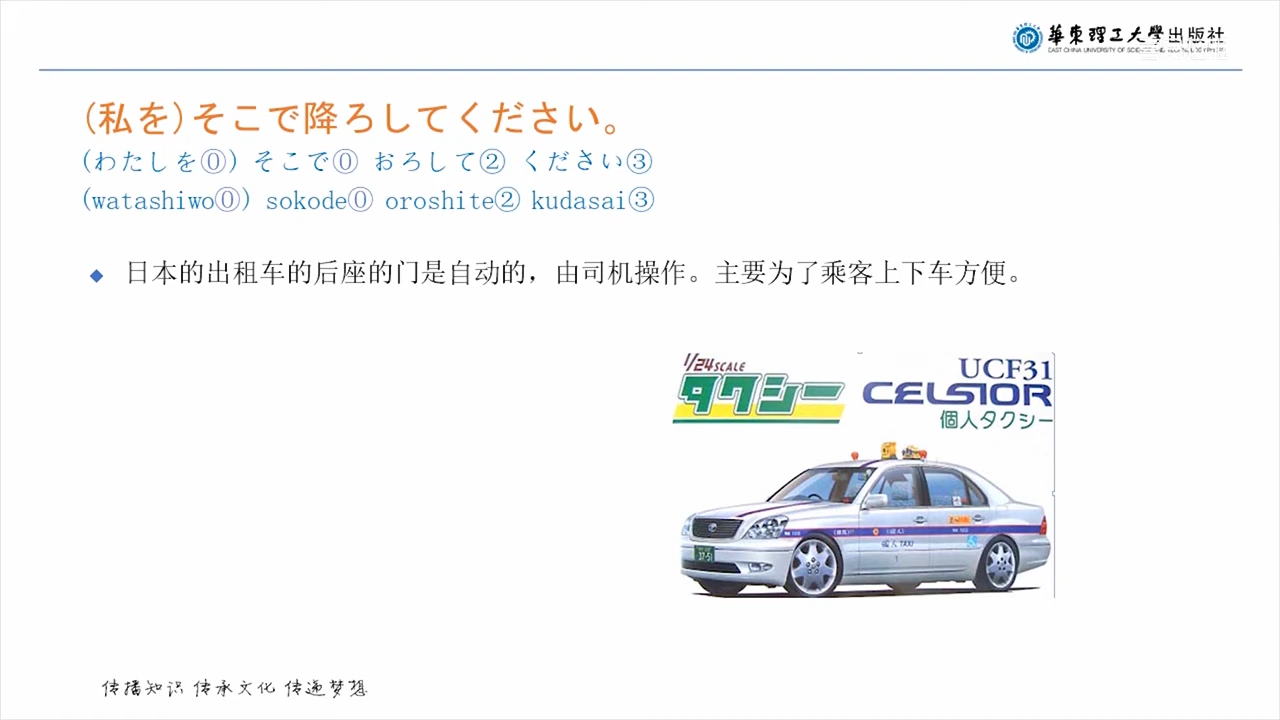 華東理工大學出版社
(私を)そこで降ろしてください。
(わたしを⓪) そこで⓪ おろして② ください③
(watashiwo⓪) sokode⓪ oroshite② kudasai③
◆ 日本的出租车的后座的门是自动的，由司机操作。主要为了乘客上下车方便。
1/24 SCALE
タクシー
UCF31
CELSIOR
個人タクシー
TAXI
37-51
传播知识 传承文化 传递梦想